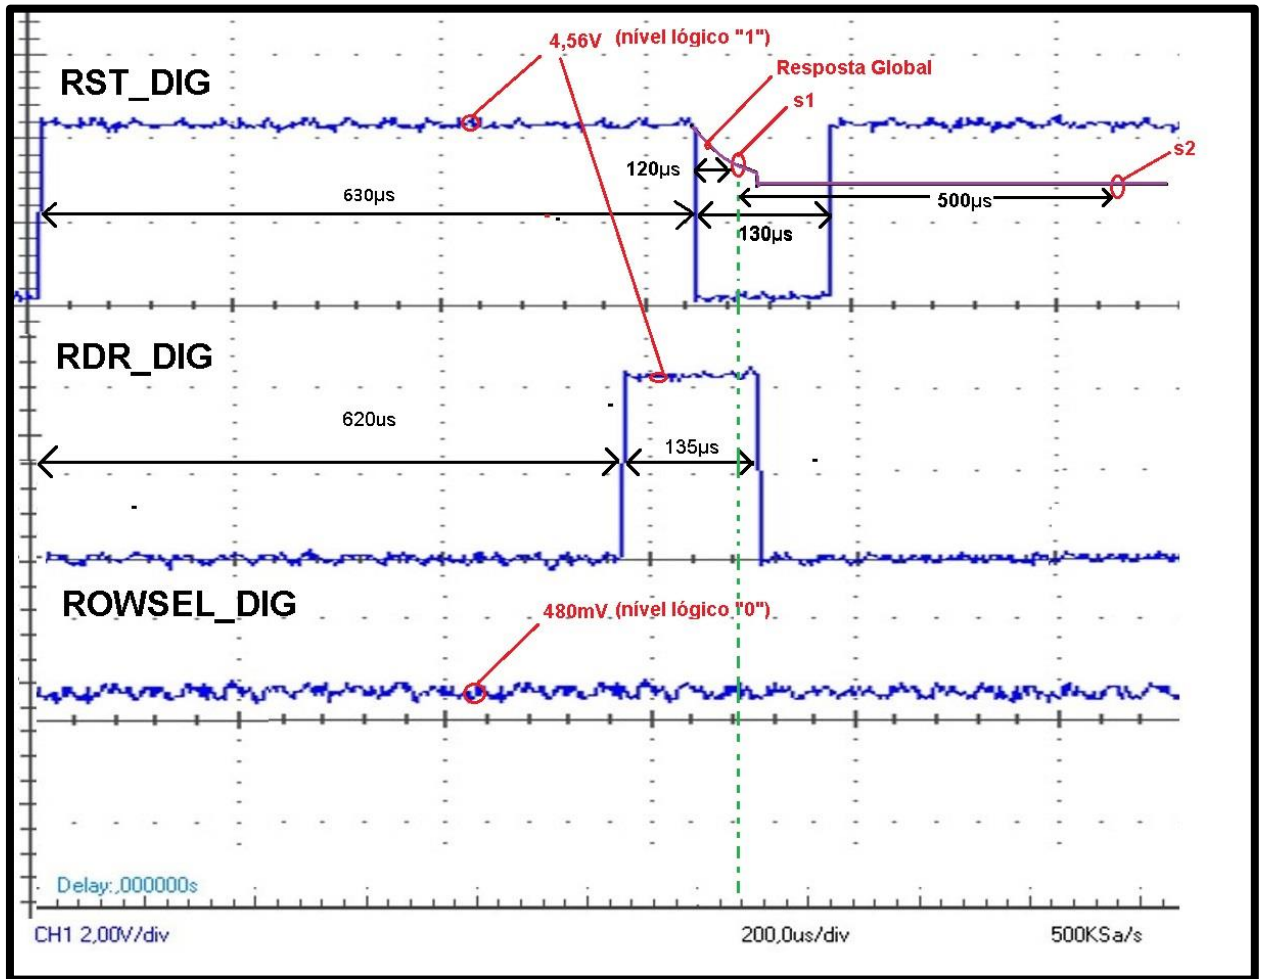 4,56V (nível lógico "1")
RST_DIG
Resposta Global
s1
120µs
s2
630µs
500µs
130µs
RDR_DIG
620us
135µs
ROWSEL_DIG
480mV (nível lógico "0")
Delay:,000000s
CH1 2,00V/div 200,0us/div 500KSa/s